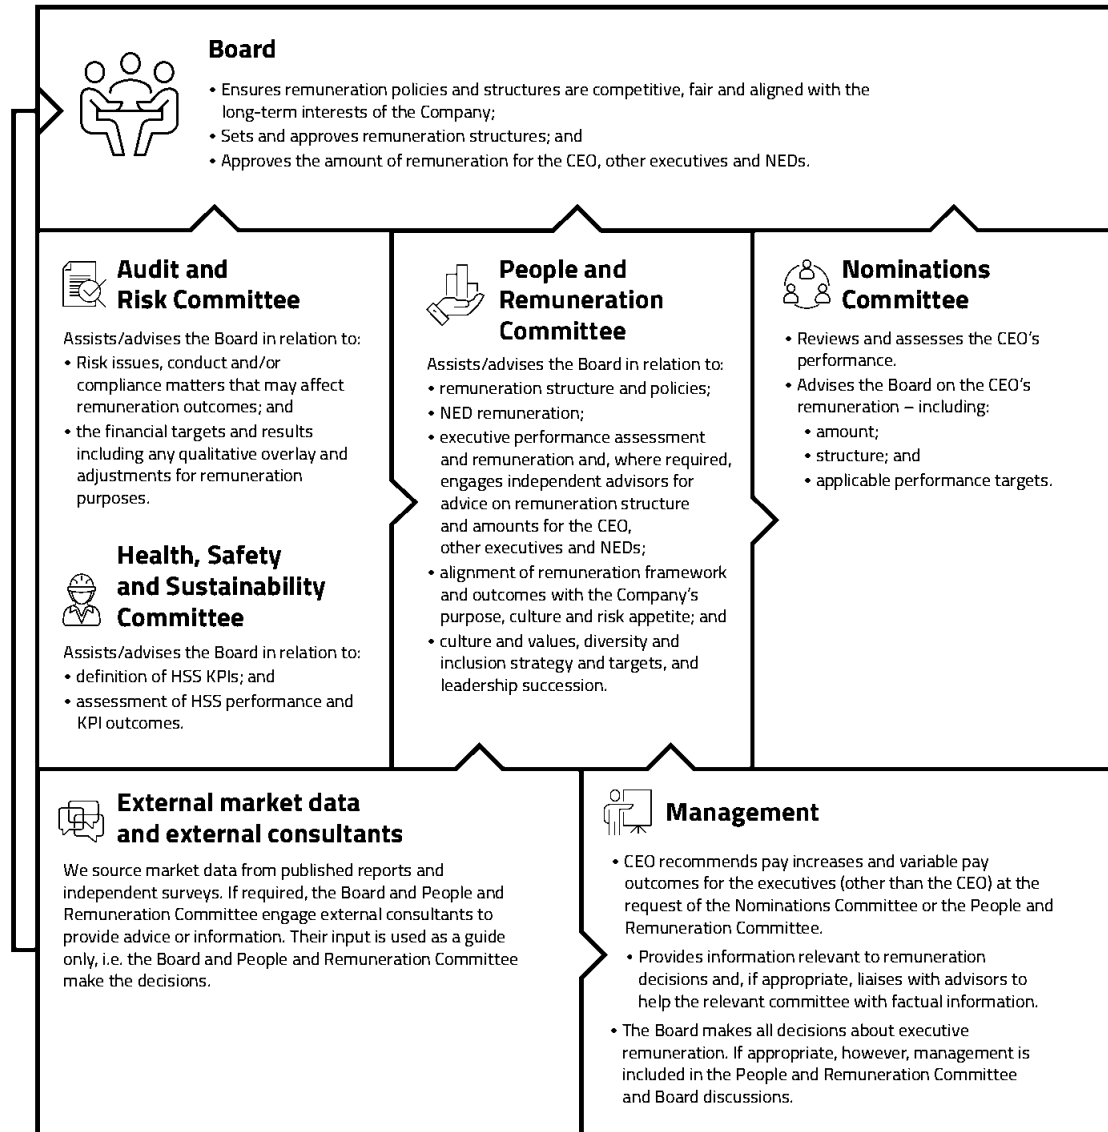 Board
• Ensures remuneration policies and structures are competitive, fair and aligned with the
long-term interests of the Company;
• Sets and approves remuneration structures; and
• Approves the amount of remuneration for the CEO, other executives and NEDs.
Audit and
Risk Committee
Assists/advises the Board in relation to:
• Risk issues, conduct and/or
compliance matters that may affect
remuneration outcomes; and
• the financial targets and results
including any qualitative overlay and
adjustments for remuneration
purposes.
Health, Safety
and Sustainability
Committee
Assists/advises the Board in relation to:
• definition of HSS KPIs; and
• assessment of HSS performance and
KPI outcomes.
People and
Remuneration
Committee
Assists/advises the Board in relation to:
• remuneration structure and policies;
• NED remuneration;
• executive performance assessment
and remuneration and, where required,
engages independent advisors for
advice on remuneration structure
and amounts for the CEO,
other executives and NEDs;
• alignment of remuneration framework
and outcomes with the Company's
purpose, culture and risk appetite; and
• culture and values, diversity and
inclusion strategy and targets, and
leadership succession.
Nominations
Committee
• Reviews and assesses the CEO's
performance.
• Advises the Board on the CEO's
remuneration – including:
• amount;
• structure; and
• applicable performance targets.
External market data
and external consultants
We source market data from published reports and
independent surveys. If required, the Board and People and
Remuneration Committee engage external consultants to
provide advice or information. Their input is used as a guide
only, i.e. the Board and People and Remuneration Committee
make the decisions.
Management
• CEO recommends pay increases and variable pay
outcomes for the executives (other than the CEO) at the
request of the Nominations Committee or the People and
Remuneration Committee.
• Provides information relevant to remuneration
decisions and, if appropriate, liaises with advisors to
help the relevant committee with factual information.
• The Board makes all decisions about executive
remuneration. If appropriate, however, management is
included in the People and Remuneration Committee
and Board discussions.